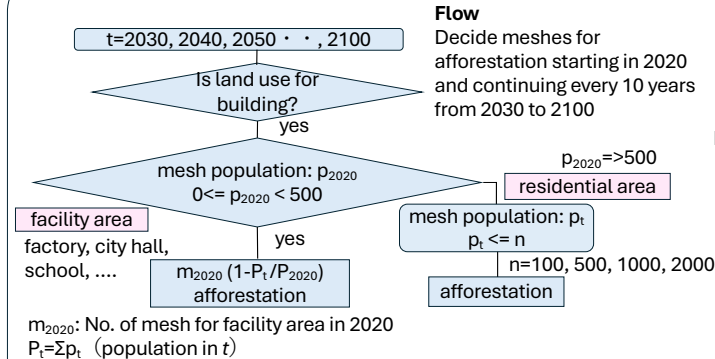 Flow
Decide meshes for
afforestation starting in 2020
and continuing every 10 years
from 2030 to 2100
t=2030, 2040, 2050・・, 2100
Is land use for
building?
yes
mesh population: p₂₀₂₀
0<= p₂₀₂₀ < 500
p₂₀₂₀=>500
residential area
mesh population: pₜ
pₜ <= n
n=100, 500, 1000, 2000
afforestation
facility area
factory, city hall,
school, ....
yes
m₂₀₂₀ (1-Pₜ/P₂₀₂₀)
afforestation
m₂₀₂₀: No. of mesh for facility area in 2020
Pₜ=Σpₜ（population in t）